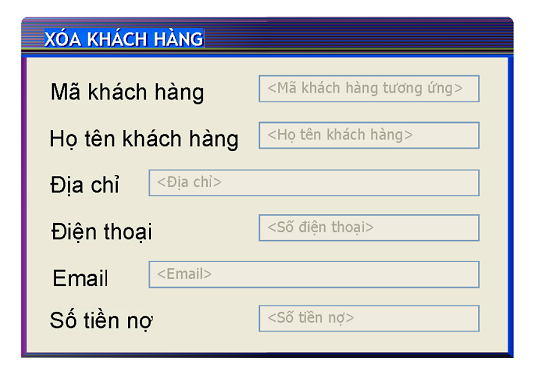 XÓA KHÁCH HÀNG
Mã khách hàng <Mã khách hàng tương ứng>
Họ tên khách hàng <Họ tên khách hàng>
Địa chỉ <Địa chỉ>
Điện thoại <Số điện thoại>
Email <Email>
Số tiền nợ <Số tiền nợ>